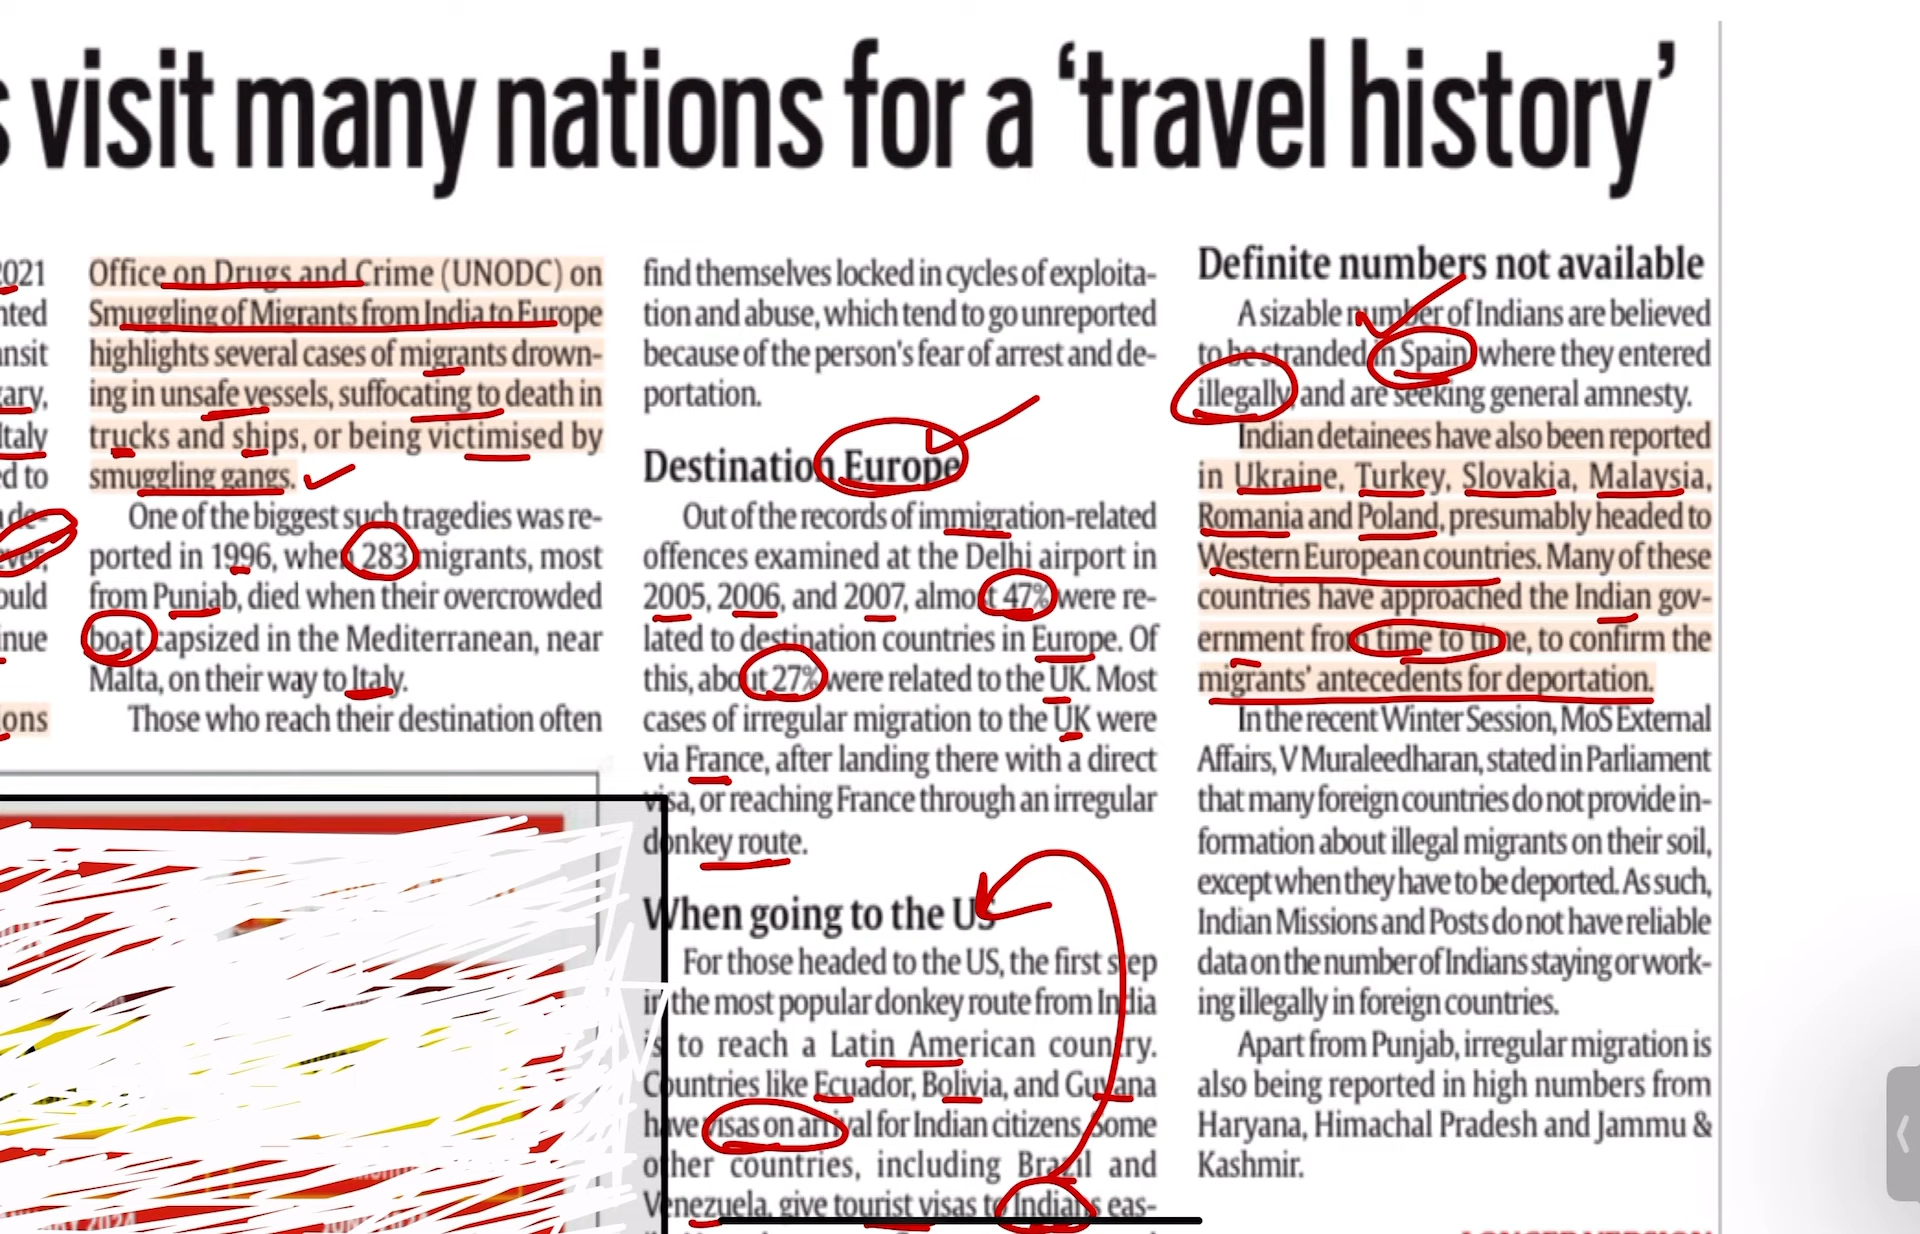 visit many nations for a ‘travel history’
2021
ansit
Italy
ed to
Office on Drugs and Crime (UNODC) on
Smuggling of Migrants from India to Europe
highlights several cases of migrants drown-
ing in unsafe vessels, suffocating to death in
trucks and ships, or being victimised by
smuggling gangs.
One of the biggest such tragedies was re-
ported in 1996, when 283 migrants, most
from Punjab, died when their overcrowded
boat capsized in the Mediterranean, near
Malta, on their way to Italy.
Those who reach their destination often
find themselves locked in cycles of exploita-
tion and abuse, which tend to go unreported
because of the person's fear of arrest and de-
portation.
Destination Europe
Out of the records of immigration-related
offences examined at the Delhi airport in
2005, 2006, and 2007, almost 47% were re-
lated to destination countries in Europe. Of
this, about 27% were related to the UK. Most
cases of irregular migration to the UK were
via France, after landing there with a direct
visa, or reaching France through an irregular
donkey route.
When going to the US
For those headed to the US, the first step
in the most popular donkey route from India
is to reach a Latin American country.
Countries like Ecuador, Bolivia, and Guyana
have visas on arrival for Indian citizens. Some
other countries, including Brazil and
Venezuela, give tourist visas to Indians eas-
Definite numbers not available
A sizable number of Indians are believed
to be stranded in Spain, where they entered
illegally, and are seeking general amnesty.
Indian detainees have also been reported
in Ukraine, Turkey, Slovakia, Malaysia,
Romania and Poland, presumably headed to
Western European countries. Many of these
countries have approached the Indian gov-
ernment from time to time, to confirm the
migrants' antecedents for deportation.
In the recent Winter Session, MoS External
Affairs, V Muraleedharan, stated in Parliament
that many foreign countries do not provide in-
formation about illegal migrants on their soil,
except when they have to be deported. As such,
Indian Missions and Posts do not have reliable
data on the number of Indians staying or work-
ing illegally in foreign countries.
Apart from Punjab, irregular migration is
also being reported in high numbers from
Haryana, Himachal Pradesh and Jammu &
Kashmir.